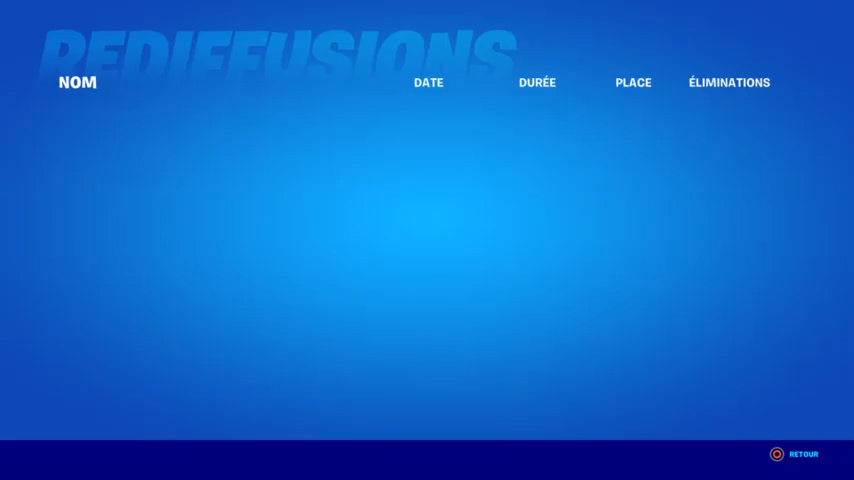 REDIFFUSIONS
NOM DATE DURÉE PLACE ÉLIMINATIONS
RETOUR